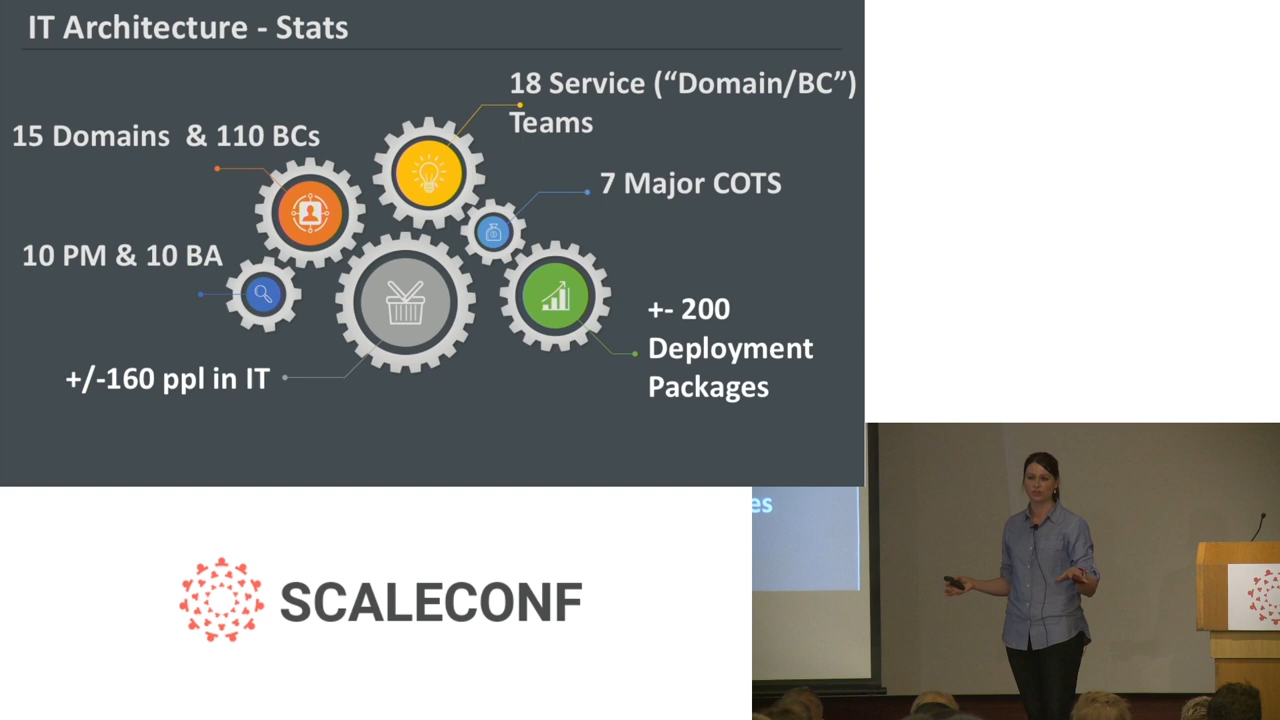 IT Architecture - Stats
18 Service (“Domain/BC”)
Teams
15 Domains & 110 BCs
7 Major COTS
10 PM & 10 BA
+- 200
Deployment
Packages
+/-160 ppl in IT
es
SCALECONF